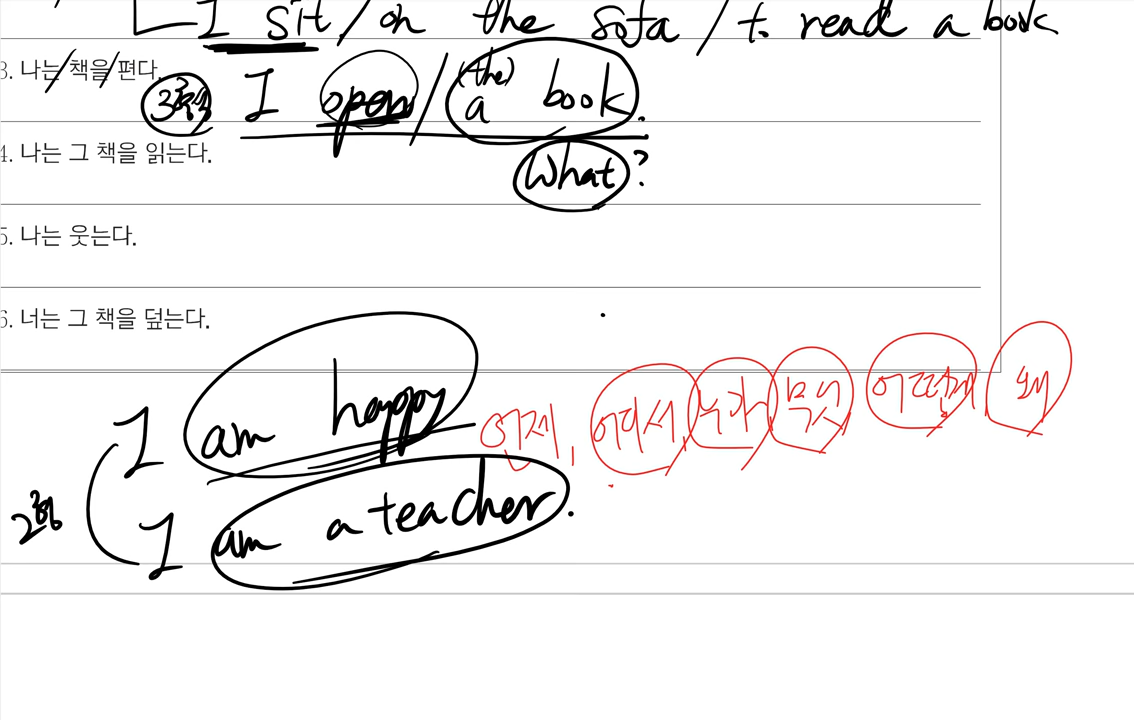 I sit / on the sofa / to read a book
3. 나는 / 책을 / 편다.
3형식 I open / (the) a book.
4. 나는 그 책을 읽는다.
What?
5. 나는 웃는다.
6. 너는 그 책을 덮는다.
I am happy
언제, 어디서, 누가, 무엇, 어떻게, 왜
2형
I am a teacher.